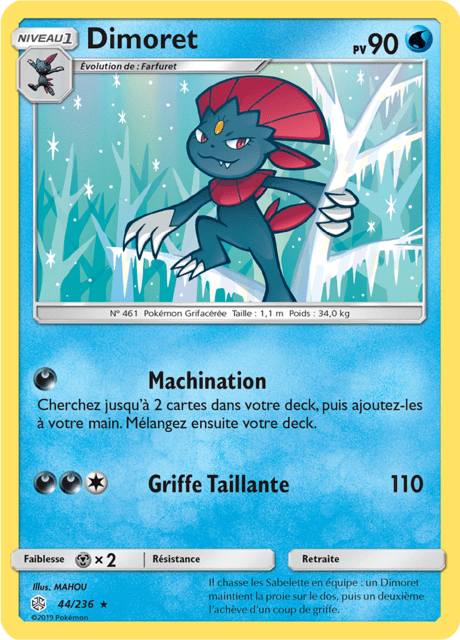 NIVEAU 1
Dimoret
PV 90
Évolution de : Farfuret
N° 461 Pokémon Grifacérée Taille : 1,1 m Poids : 34,0 kg
Machination
Cherchez jusqu'à 2 cartes dans votre deck, puis ajoutez-les
à votre main. Mélangez ensuite votre deck.
Griffe Taillante 110
Faiblesse × 2 Résistance Retraite
Illus. MAHOU
44/236 ★
©2019 Pokémon
Il chasse les Sabelette en équipe : un Dimoret
maintient la proie sur le dos, puis un deuxième
l'achève d'un coup de griffe.